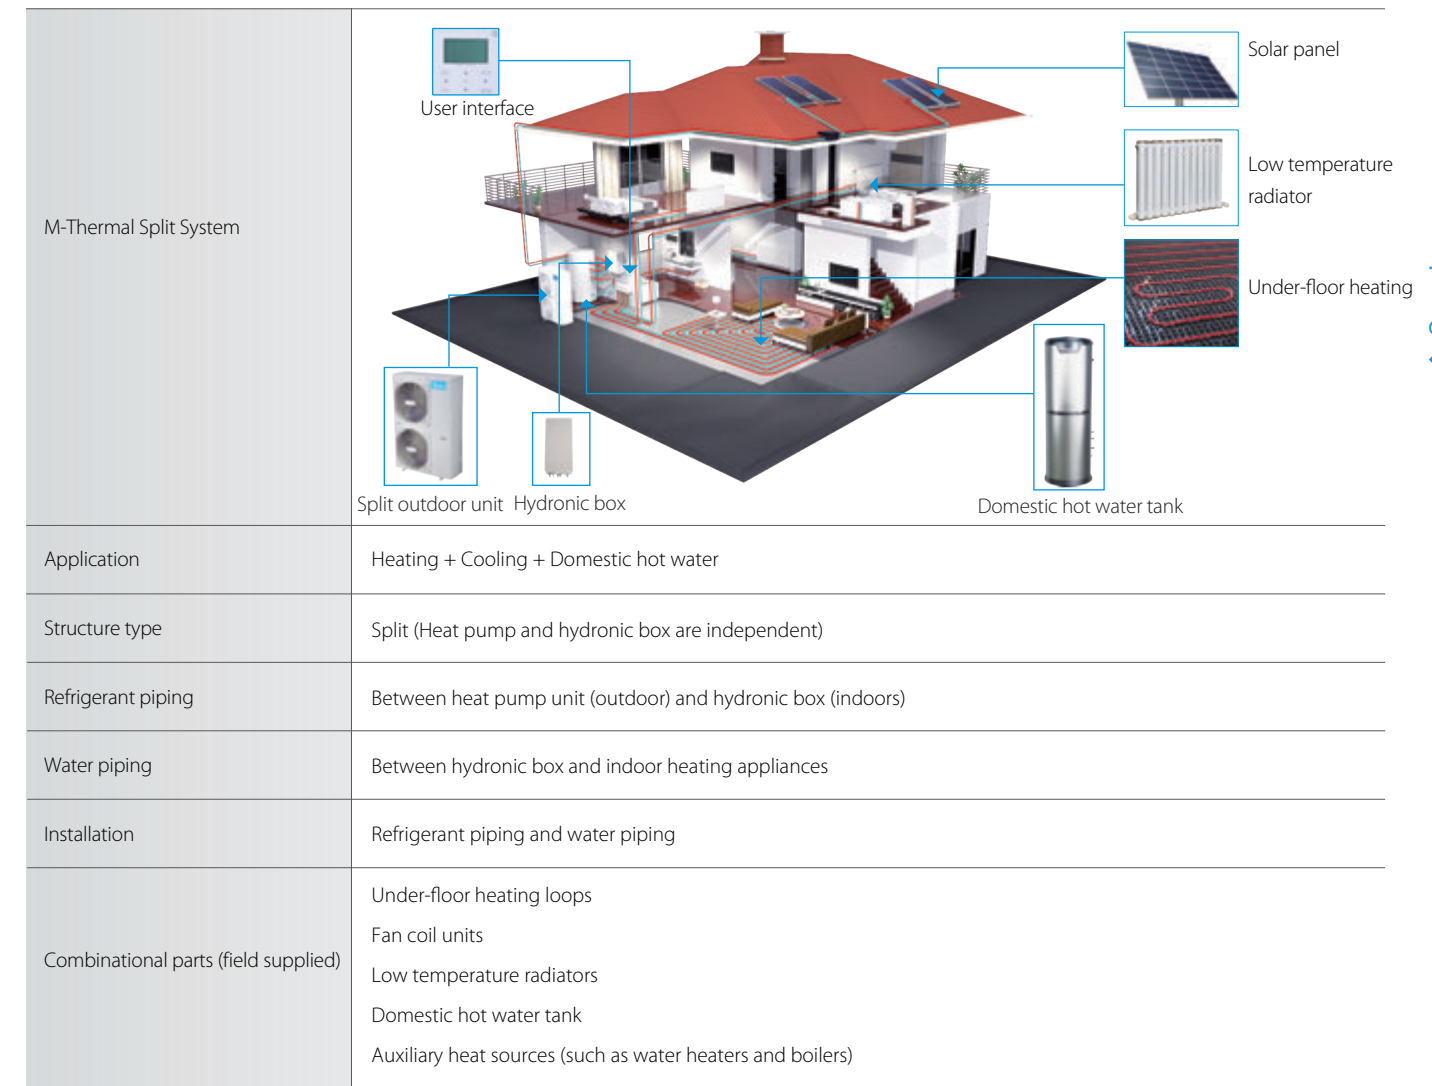 User interface
Solar panel
Low temperature
radiator
Under-floor heating
M-Thermal Split System
Split outdoor unit
Hydronic box
Domestic hot water tank
Application
Heating + Cooling + Domestic hot water
Structure type
Split (Heat pump and hydronic box are independent)
Refrigerant piping
Between heat pump unit (outdoor) and hydronic box (indoors)
Water piping
Between hydronic box and indoor heating appliances
Installation
Refrigerant piping and water piping
Combinational parts (field supplied)
Under-floor heating loops
Fan coil units
Low temperature radiators
Domestic hot water tank
Auxiliary heat sources (such as water heaters and boilers)